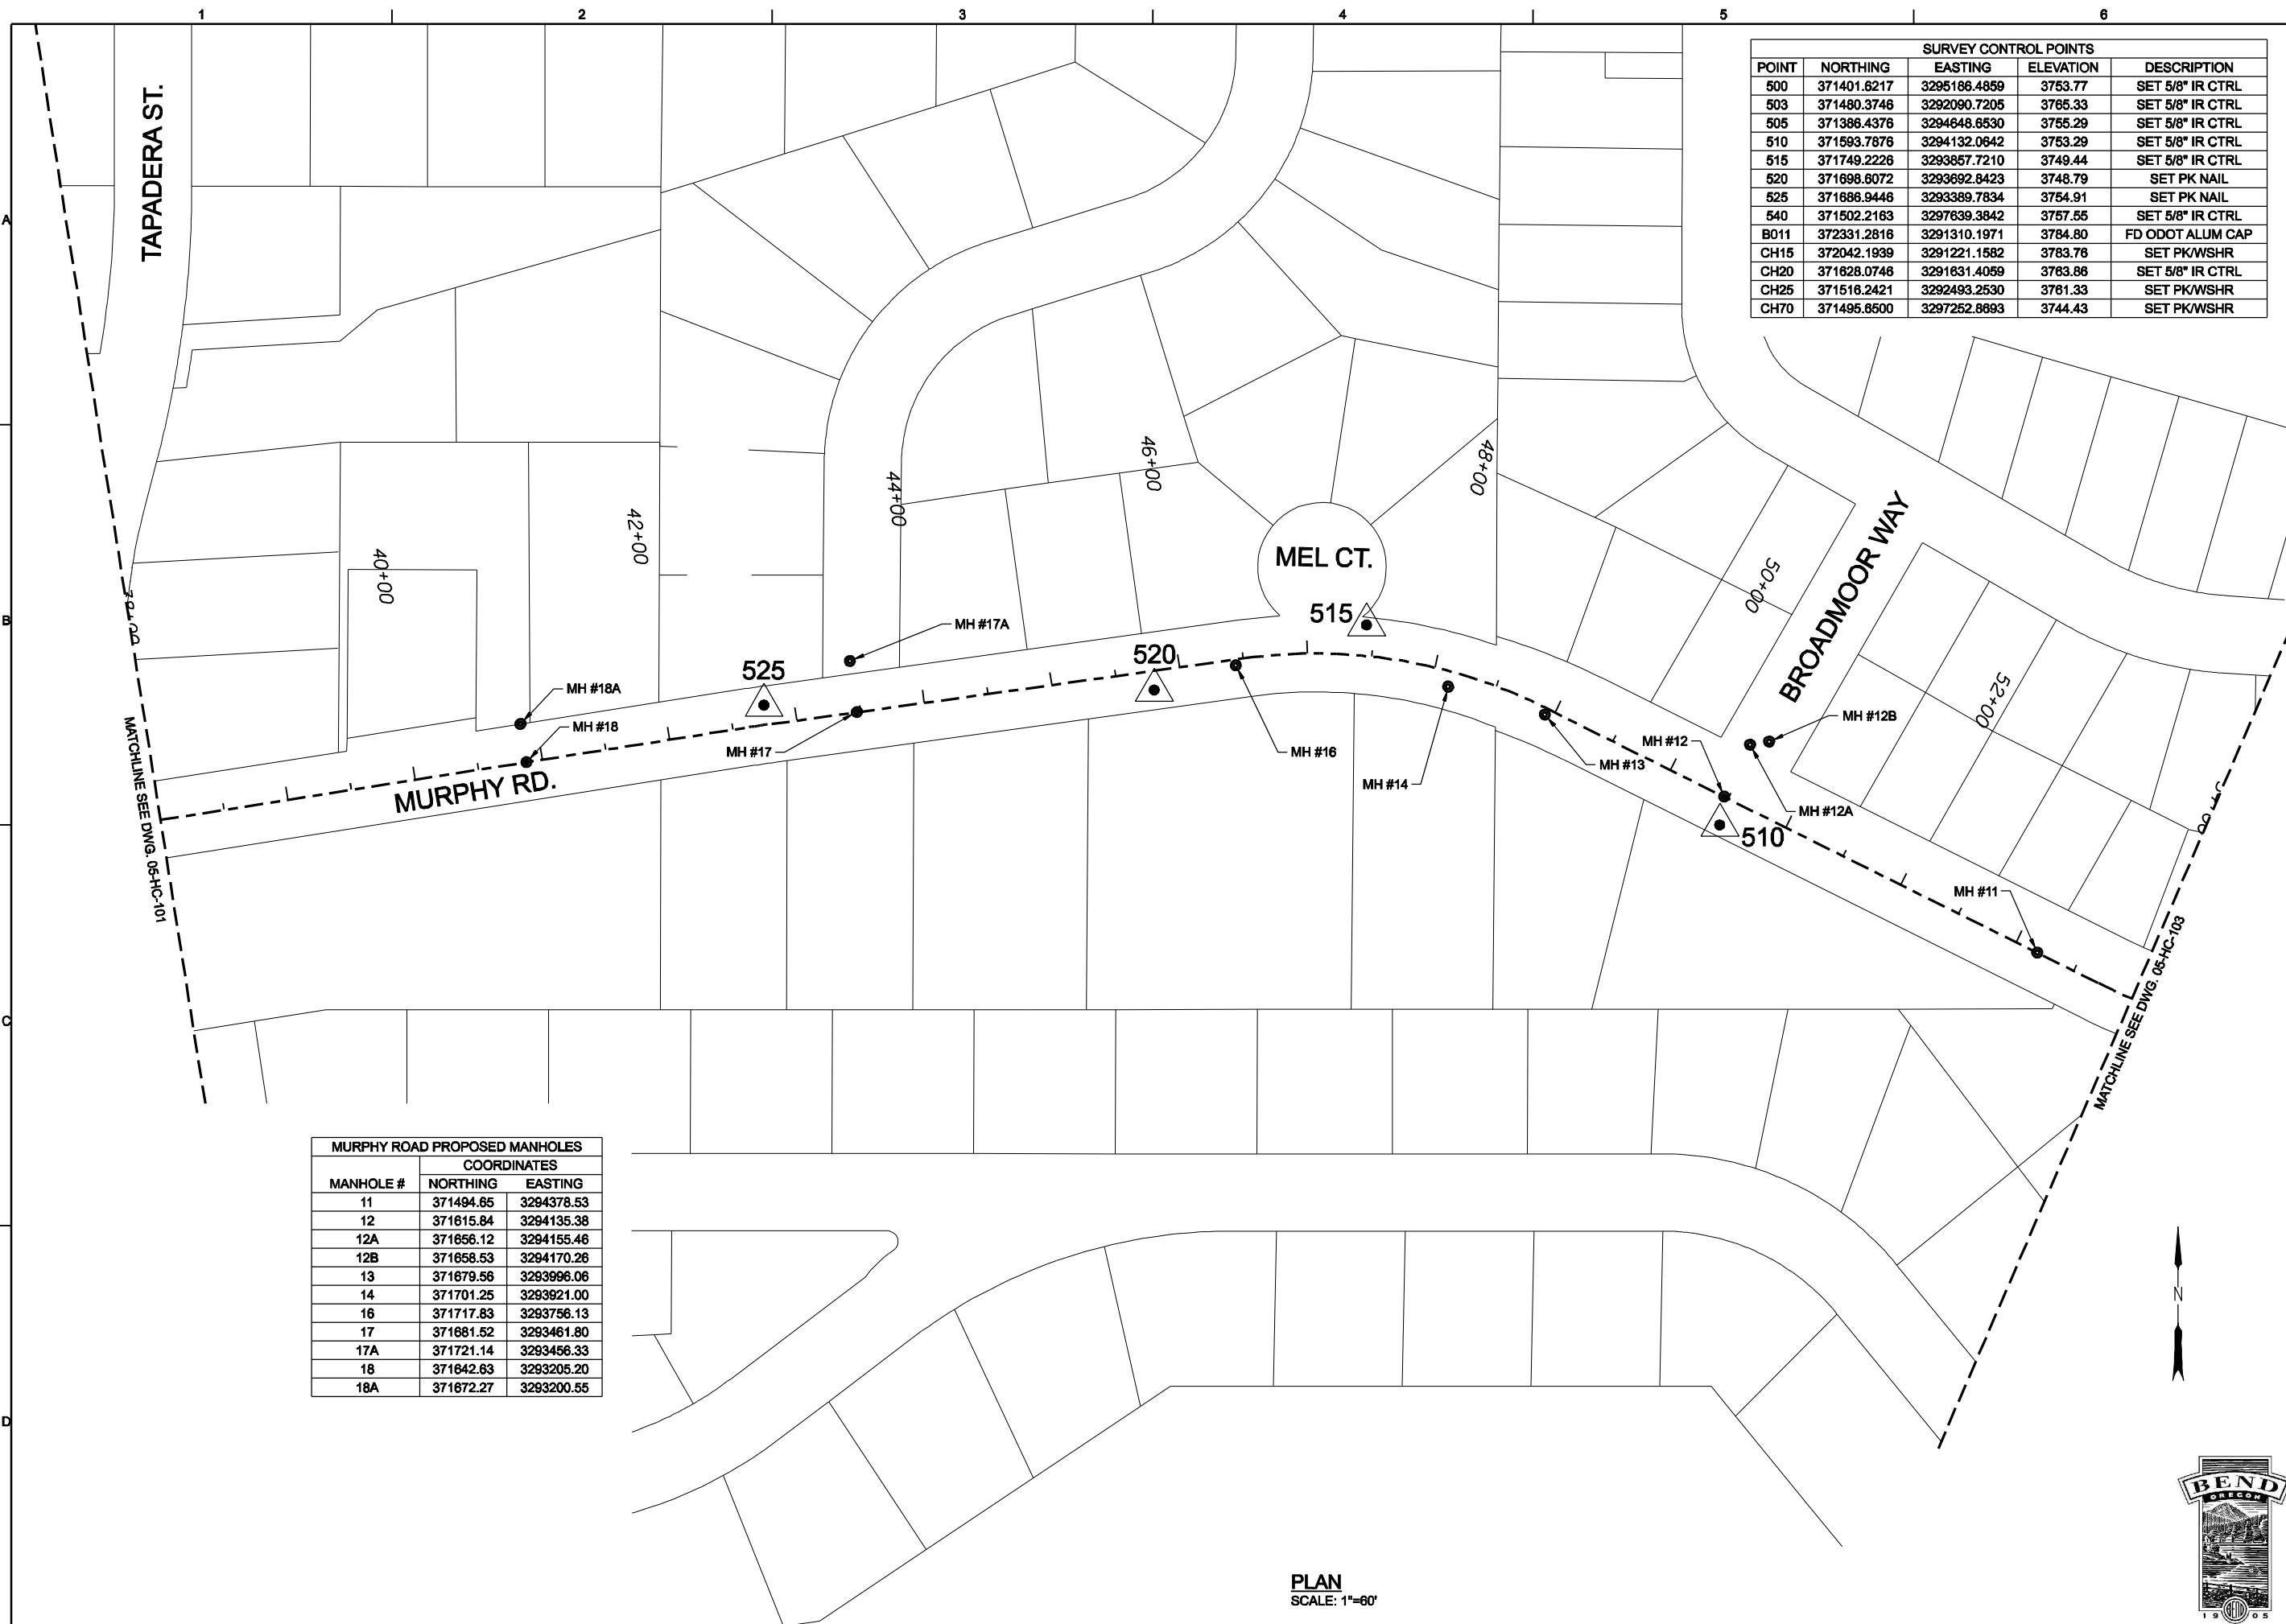 1 2 3 4 5 6
A
B
C
D
TAPADERA ST.
SURVEY CONTROL POINTS
POINT NORTHING EASTING ELEVATION DESCRIPTION
500 371401.6217 3295186.4859 3753.77 SET 5/8" IR CTRL
503 371480.3746 3292090.7205 3765.33 SET 5/8" IR CTRL
505 371386.4376 3294648.6530 3755.29 SET 5/8" IR CTRL
510 371593.7876 3294132.0642 3753.29 SET 5/8" IR CTRL
515 371749.2226 3293857.7210 3749.44 SET 5/8" IR CTRL
520 371698.6072 3293692.8423 3748.79 SET PK NAIL
525 371686.9446 3293389.7834 3754.91 SET PK NAIL
540 371502.2163 3297639.3842 3757.55 SET 5/8" IR CTRL
B011 372331.2816 3291310.1971 3784.80 FD ODOT ALUM CAP
CH15 372042.1939 3291221.1582 3783.76 SET PK/WSHR
CH20 371628.0746 3291631.4059 3763.86 SET 5/8" IR CTRL
CH25 371516.2421 3292493.2530 3761.33 SET PK/WSHR
CH70 371495.6500 3297252.8693 3744.43 SET PK/WSHR
40+00
42+00
44+00
46+00
48+00
50+00
52+00
MEL CT.
BROADMOOR WAY
515
520
525
510
MH #17A
MH #18A
MH #18
MH #17
MH #16
MH #14
MH #13
MH #12
MH #12B
MH #12A
MH #11
MURPHY RD.
MATCHLINE SEE DWG. 05-HC-101
MATCHLINE SEE DWG. 05-HC-103
MURPHY ROAD PROPOSED MANHOLES
COORDINATES
MANHOLE # NORTHING EASTING
11 371494.65 3294378.53
12 371615.84 3294135.38
12A 371656.12 3294155.46
12B 371658.53 3294170.26
13 371679.56 3293996.06
14 371701.25 3293921.00
16 371717.83 3293756.13
17 371681.52 3293461.80
17A 371721.14 3293456.33
18 371642.63 3293205.20
18A 371672.27 3293200.55
N
PLAN
SCALE: 1"=60'
BEND
OREGON
1905